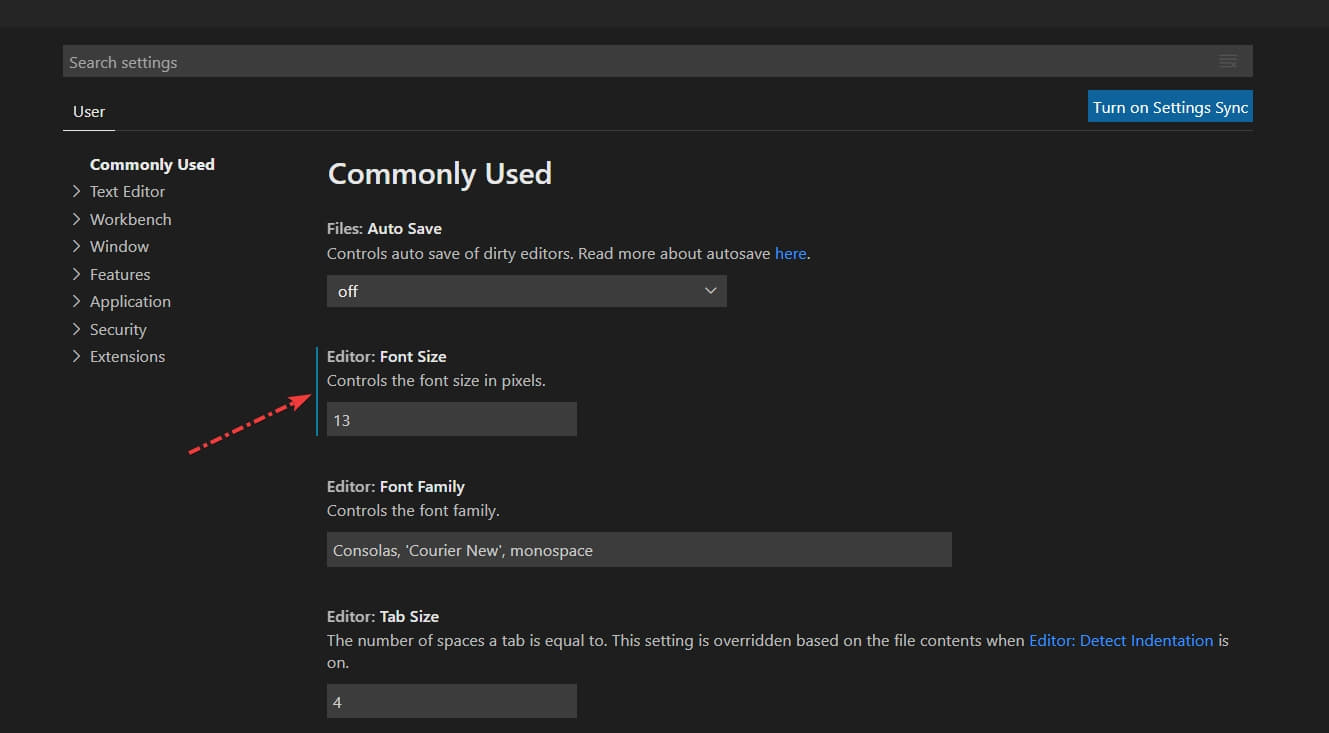 Search settings
User
Turn on Settings Sync
Commonly Used
Text Editor
Workbench
Window
Features
Application
Security
Extensions
Commonly Used
Files: Auto Save
Controls auto save of dirty editors. Read more about autosave here.
off
Editor: Font Size
Controls the font size in pixels.
13
Editor: Font Family
Controls the font family.
Consolas, 'Courier New', monospace
Editor: Tab Size
The number of spaces a tab is equal to. This setting is overridden based on the file contents when Editor: Detect Indentation is
on.
4